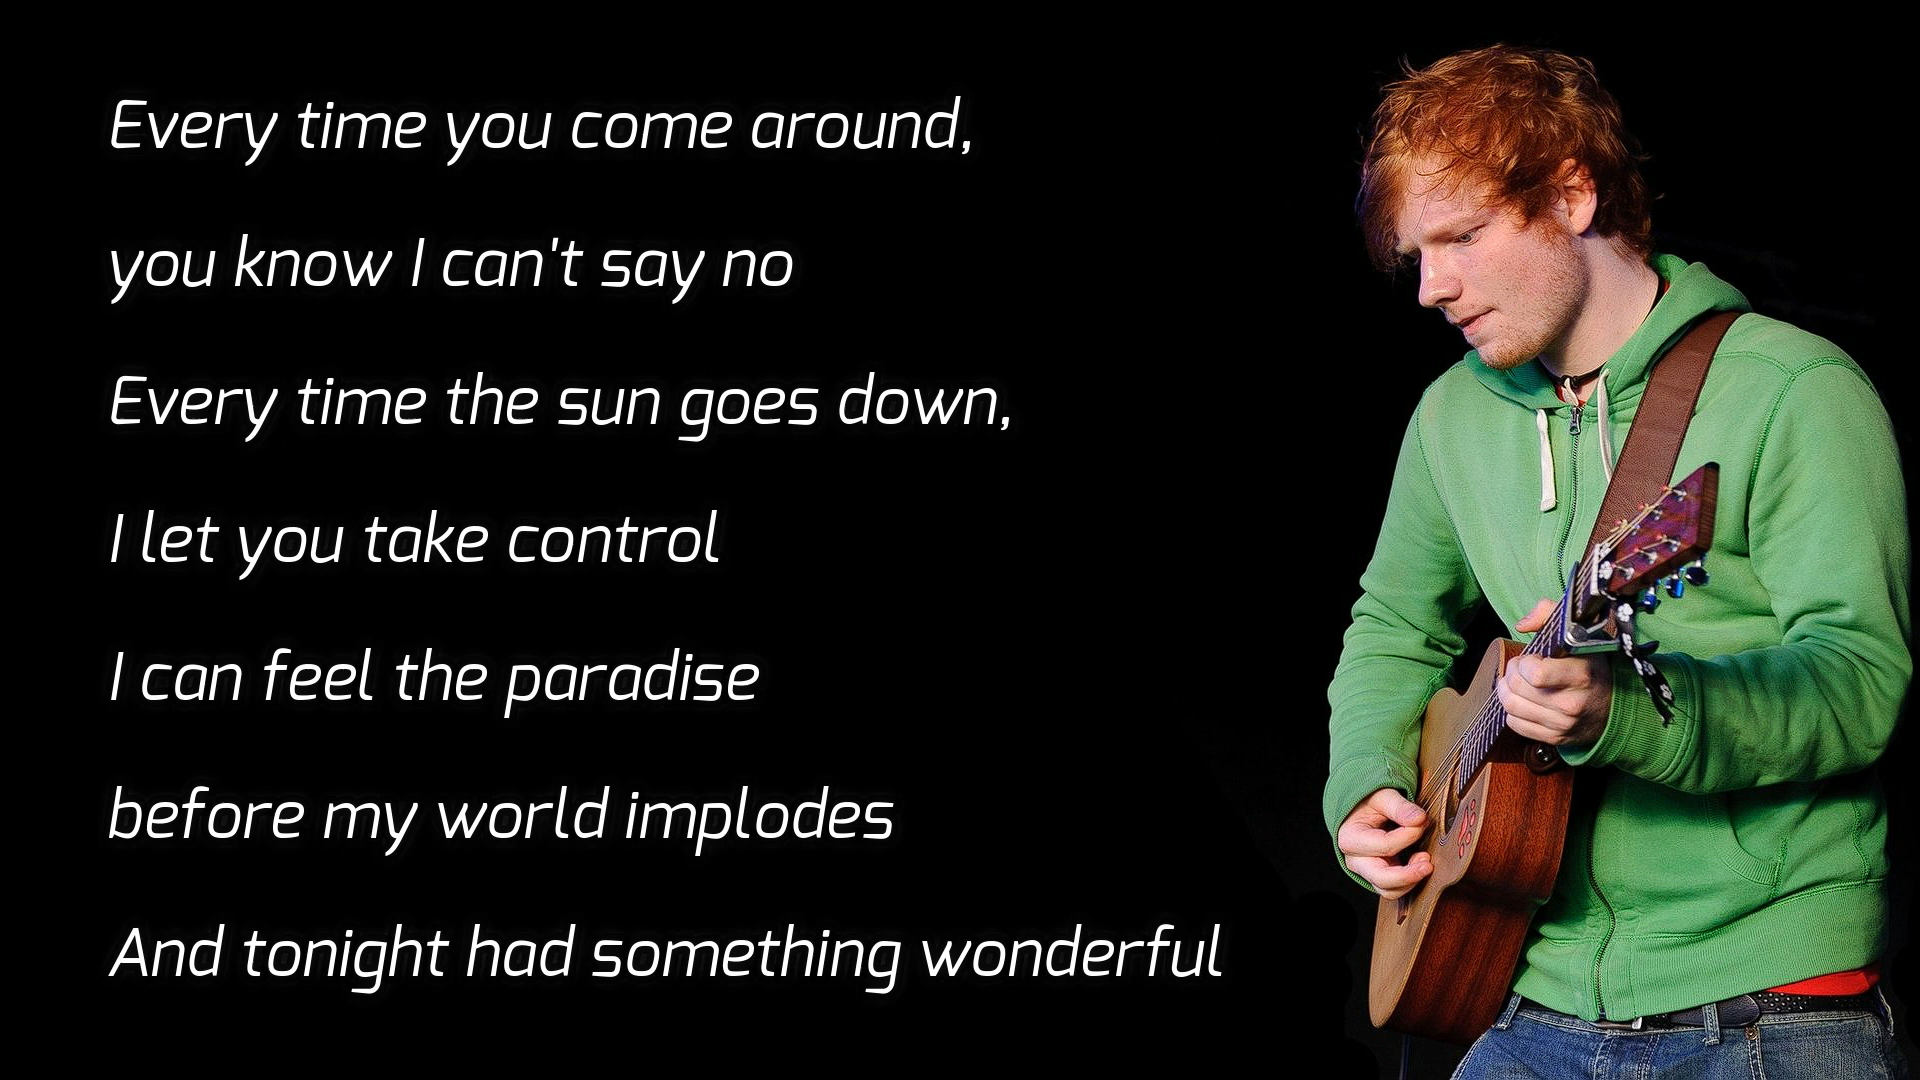 Every time you come around,
you know I can't say no
Every time the sun goes down,
I let you take control
I can feel the paradise
before my world implodes
And tonight had something wonderful